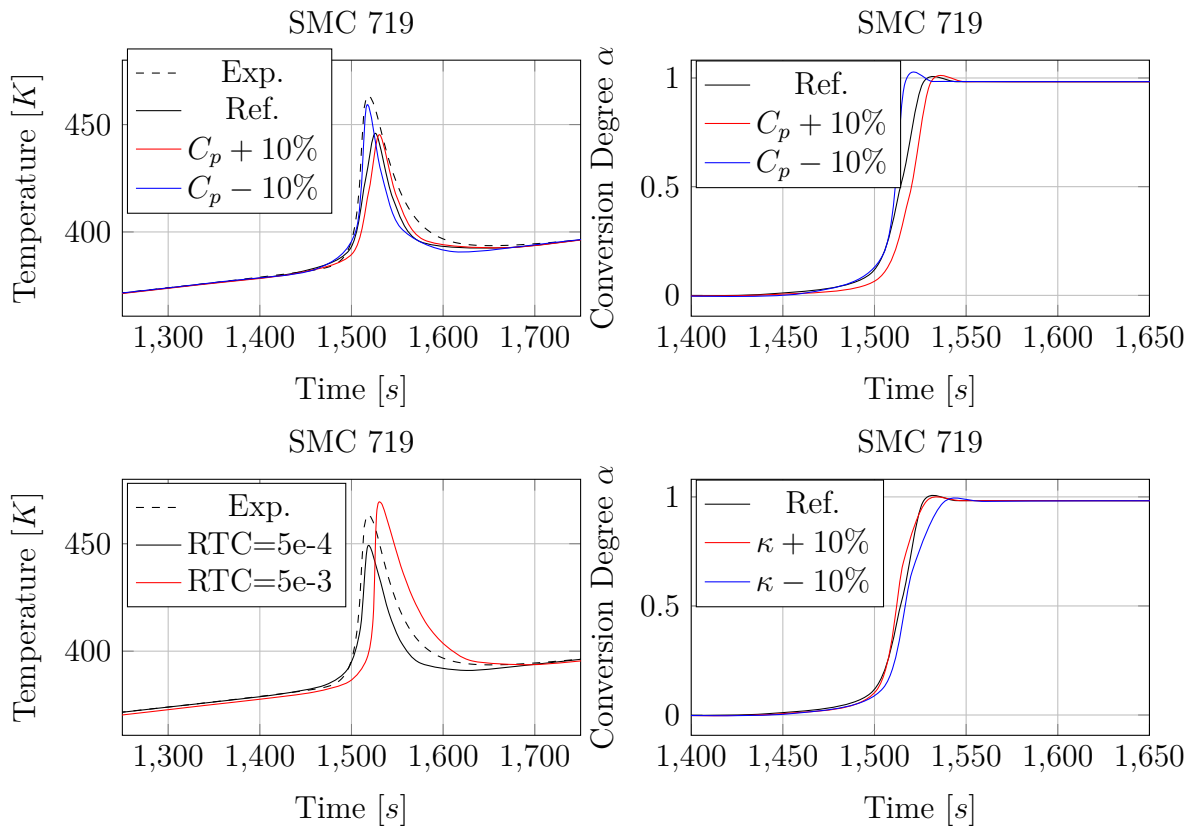 SMC 719
Temperature [K]
450
400
Exp.
Ref.
C_p + 10%
C_p − 10%
1,300 1,400 1,500 1,600 1,700
Time [s]
SMC 719
Conversion Degree α
1
0.5
0
Ref.
C_p + 10%
C_p − 10%
1,400 1,450 1,500 1,550 1,600 1,650
Time [s]
SMC 719
Temperature [K]
450
400
Exp.
RTC=5e-4
RTC=5e-3
1,300 1,400 1,500 1,600 1,700
Time [s]
SMC 719
Conversion Degree α
1
0.5
0
Ref.
κ + 10%
κ − 10%
1,400 1,450 1,500 1,550 1,600 1,650
Time [s]